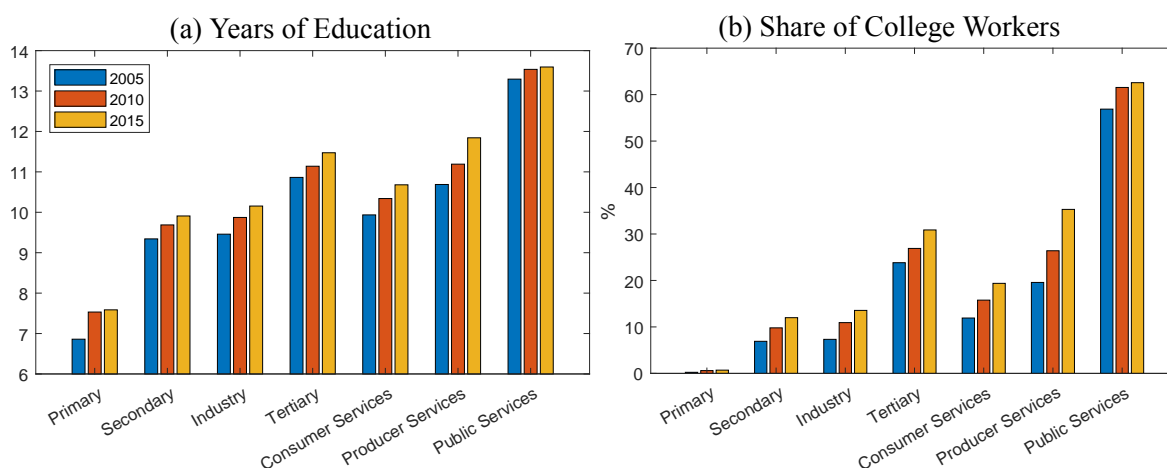 (a) Years of Education
14
13
12
11
10
9
8
7
6
2005
2010
2015
Primary
Secondary
Industry
Tertiary
Consumer Services
Producer Services
Public Services
(b) Share of College Workers
70
60
50
40
30
20
10
0
%
Primary
Secondary
Industry
Tertiary
Consumer Services
Producer Services
Public Services